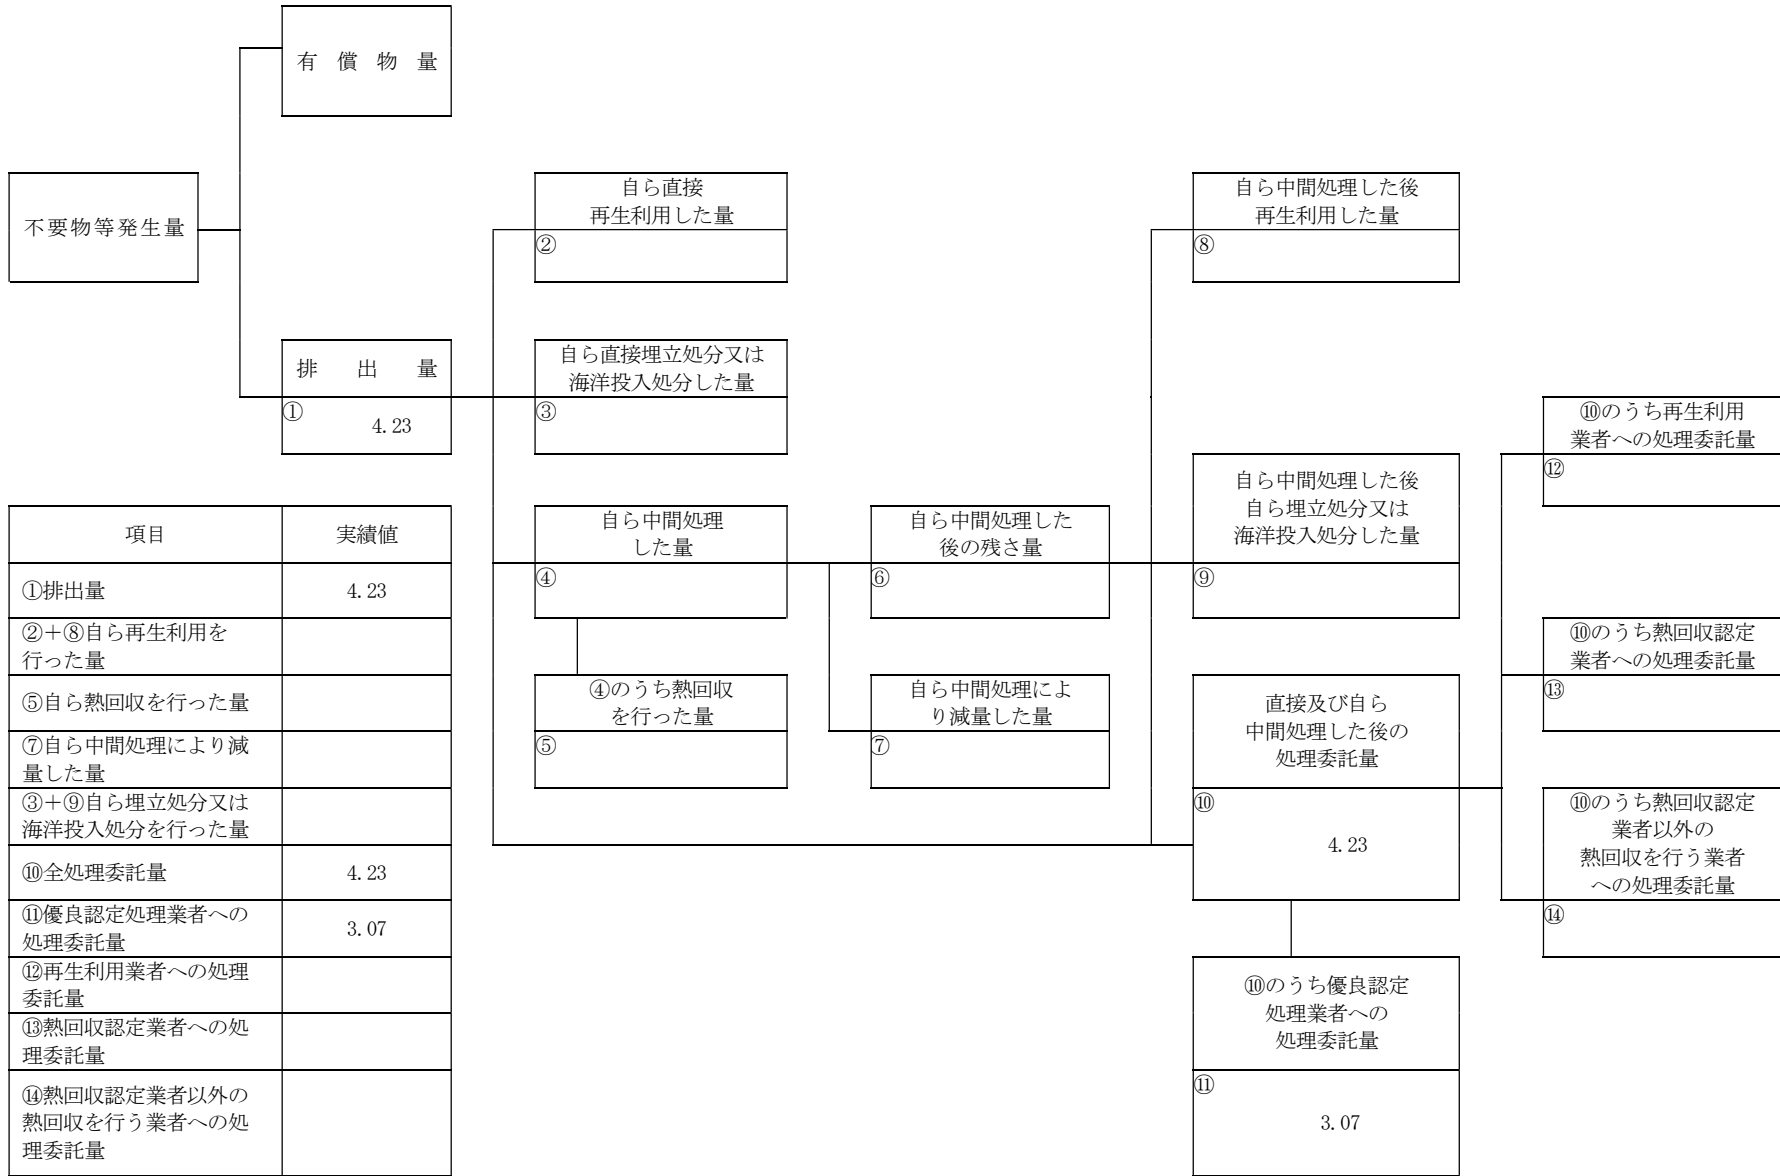 有償物量
不要物等発生量
排出量
①
4.23
自ら直接
再生利用した量
②
自ら直接埋立処分又は
海洋投入処分した量
③
自ら中間処理
した量
④
④のうち熱回収
を行った量
⑤
自ら中間処理した
後の残さ量
⑥
自ら中間処理によ
り減量した量
⑦
自ら中間処理した後
再生利用した量
⑧
自ら中間処理した後
自ら埋立処分又は
海洋投入処分した量
⑨
直接及び自ら
中間処理した後の
処理委託量
⑩
4.23
⑩のうち優良認定
処理業者への
処理委託量
⑪
3.07
⑩のうち再生利用
業者への処理委託量
⑫
⑩のうち熱回収認定
業者への処理委託量
⑬
⑩のうち熱回収認定
業者以外の
熱回収を行う業者
への処理委託量
⑭
項目 実績値
①排出量 4.23
②+⑧自ら再生利用を
行った量
⑤自ら熱回収を行った量
⑦自ら中間処理により減
量した量
③+⑨自ら埋立処分又は
海洋投入処分を行った量
⑩全処理委託量 4.23
⑪優良認定処理業者への
処理委託量 3.07
⑫再生利用業者への処理
委託量
⑬熱回収認定業者への処
理委託量
⑭熱回収認定業者以外の
熱回収を行う業者への処
理委託量